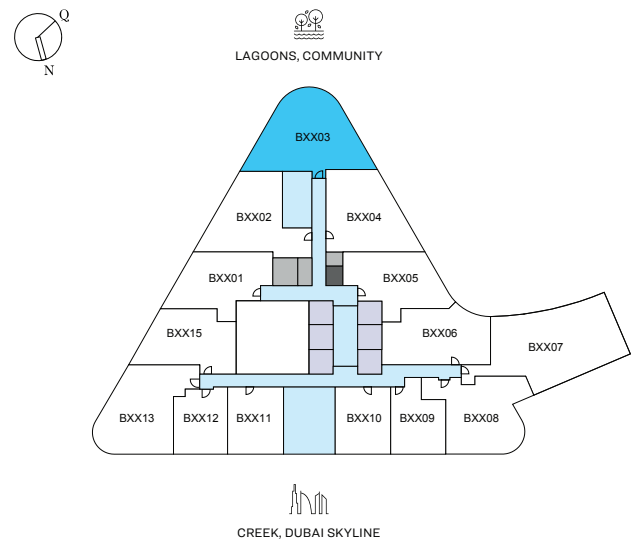 Q
N
LAGOONS, COMMUNITY
BXX03
BXX02 BXX04
BXX01 BXX05
BXX15 BXX06 BXX07
BXX13 BXX12 BXX11 BXX10 BXX09 BXX08
CREEK, DUBAI SKYLINE